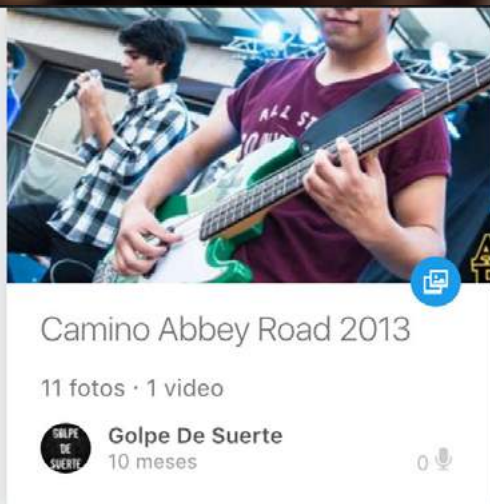 ALL ST
Camino Abbey Road 2013
11 fotos · 1 video
GOLPE
DE
SUERTE
Golpe De Suerte
10 meses
0